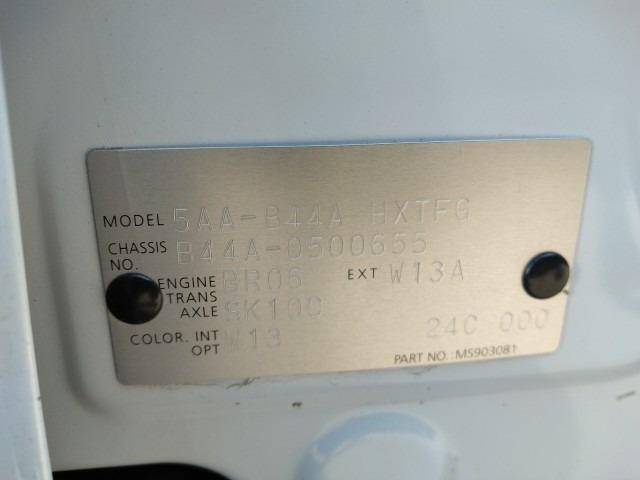 MODEL 5AA-B44A HXTFG
CHASSIS NO. B44A-0500655
ENGINE BR06 EXT W13A
TRANS AXLE SK10C
COLOR. INT OPT W13 24C 000
PART NO.: M5903081